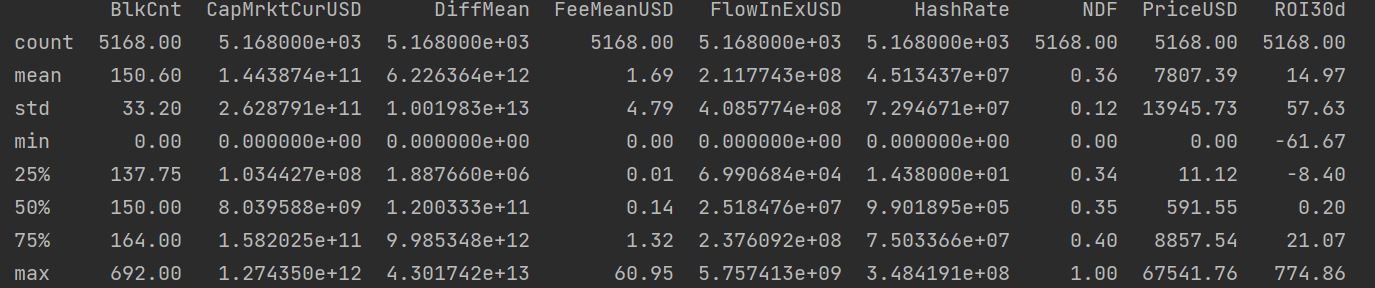 BlkCnt CapMrktCurUSD DiffMean FeeMeanUSD FlowInExUSD HashRate NDF PriceUSD ROI30d
count 5168.00 5.168000e+03 5.168000e+03 5168.00 5.168000e+03 5.168000e+03 5168.00 5168.00 5168.00
mean 150.60 1.443874e+11 6.226364e+12 1.69 2.117743e+08 4.513437e+07 0.36 7807.39 14.97
std 33.20 2.628791e+11 1.001983e+13 4.79 4.085774e+08 7.294671e+07 0.12 13945.73 57.63
min 0.00 0.000000e+00 0.000000e+00 0.00 0.000000e+00 0.000000e+00 0.00 0.00 -61.67
25% 137.75 1.034427e+08 1.887660e+06 0.01 6.990684e+04 1.438000e+01 0.34 11.12 -8.40
50% 150.00 8.039588e+09 1.200333e+11 0.14 2.518476e+07 9.901895e+05 0.35 591.55 0.20
75% 164.00 1.582025e+11 9.985348e+12 1.32 2.376092e+08 7.503366e+07 0.40 8857.54 21.07
max 692.00 1.274350e+12 4.301742e+13 60.95 5.757413e+09 3.484191e+08 1.00 67541.76 774.86